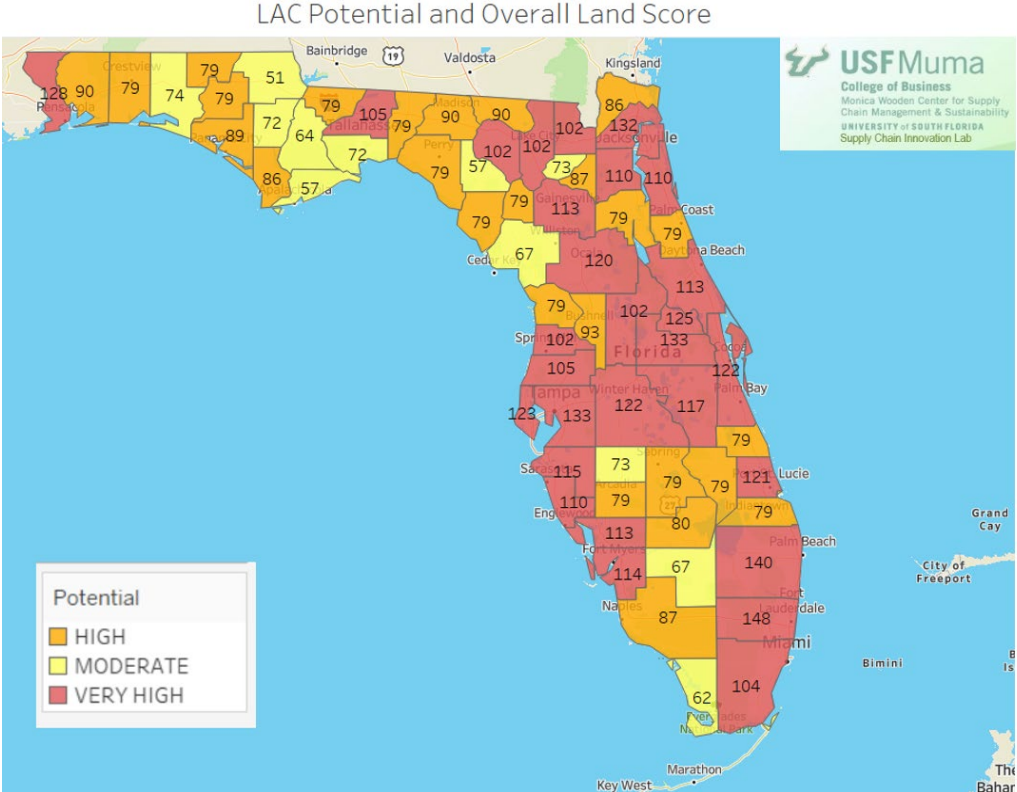 LAC Potential and Overall Land Score
USF Muma
College of Business
Monica Wooden Center for Supply
Chain Management & Sustainability
UNIVERSITY of SOUTH FLORIDA
Supply Chain Innovation Lab
Bainbridge
19
Valdosta
Kingsland
Crestview
79
51
128
90
79
74
79
Pensacola
79
105
Madison
90
90
86
Tallahassee
79
102
132
Jacksonville
89
72
64
Lake City
102
102
Perry
72
79
57
73
87
110
110
86
57
79
Gainesville
113
79
Palm Coast
79
79
Williston
Daytona Beach
67
Ocala
120
Cedar Key
113
79
Bushnell
102
125
93
102
133
Florida
Cocoa
105
122
Tampa
Winter Haven
Palm Bay
123
133
122
117
79
Sebring
Sarasota
115
73
79
79
121
Lucie
Arcadia
110
79
27
Indiantown
79
Englewood
80
113
Palm Beach
Fort Myers
140
67
114
Fort
Lauderdale
Naples
87
148
Miami
62
104
Everglades
National Park
Marathon
Key West
Grand
Cay
City of
Freeport
Bimini
The
Potential
HIGH
MODERATE
VERY HIGH